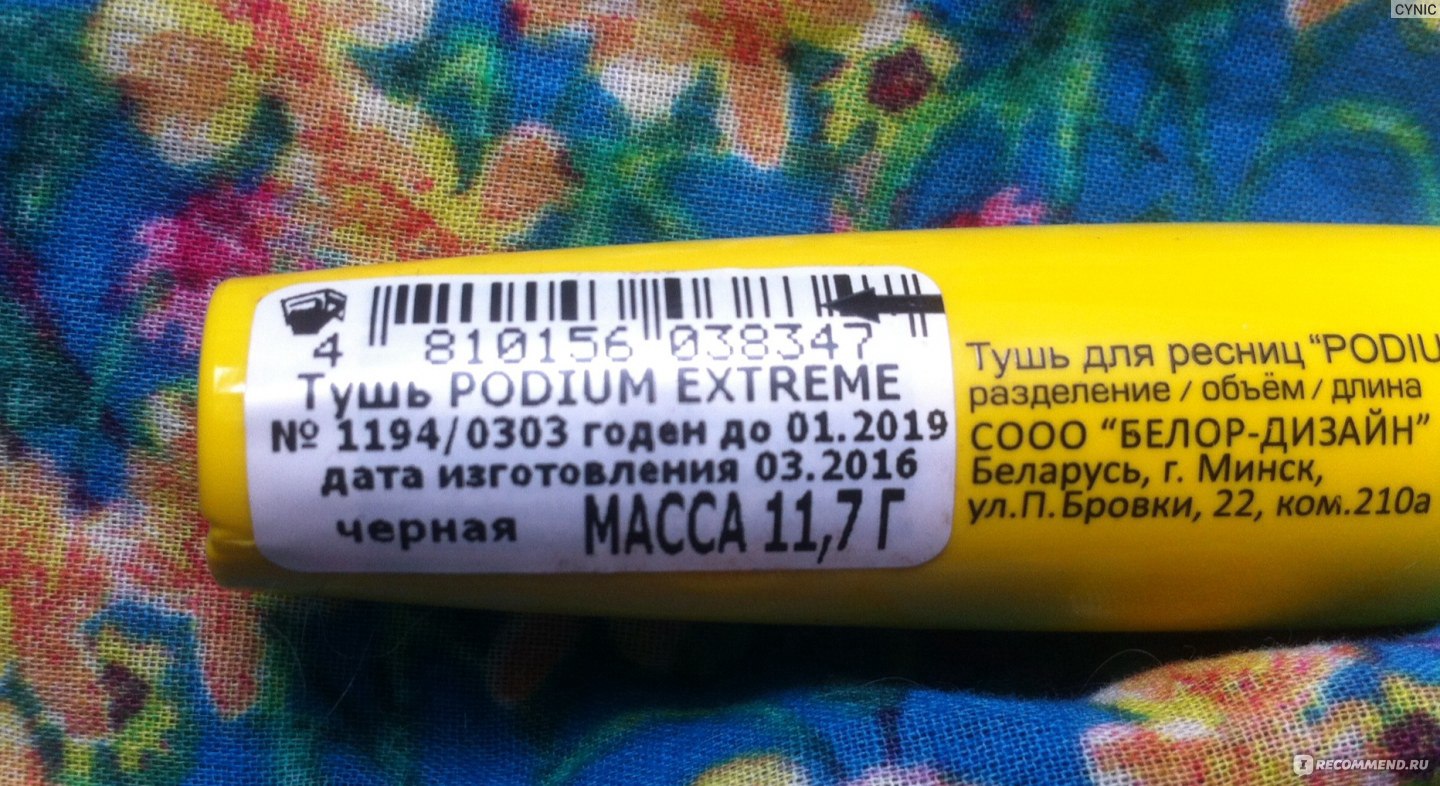 CYNIC
4 810156 038347
Тушь PODIUM EXTREME
№ 1194/0303 годен до 01.2019
дата изготовления 03.2016
черная МАССА 11,7 Г
Тушь для ресниц "PODIU
разделение / объём / длина
СООО "БЕЛОР-ДИЗАЙН"
Беларусь, г. Минск,
ул.П.Бровки, 22, ком.210а
I RECOMMEND.RU